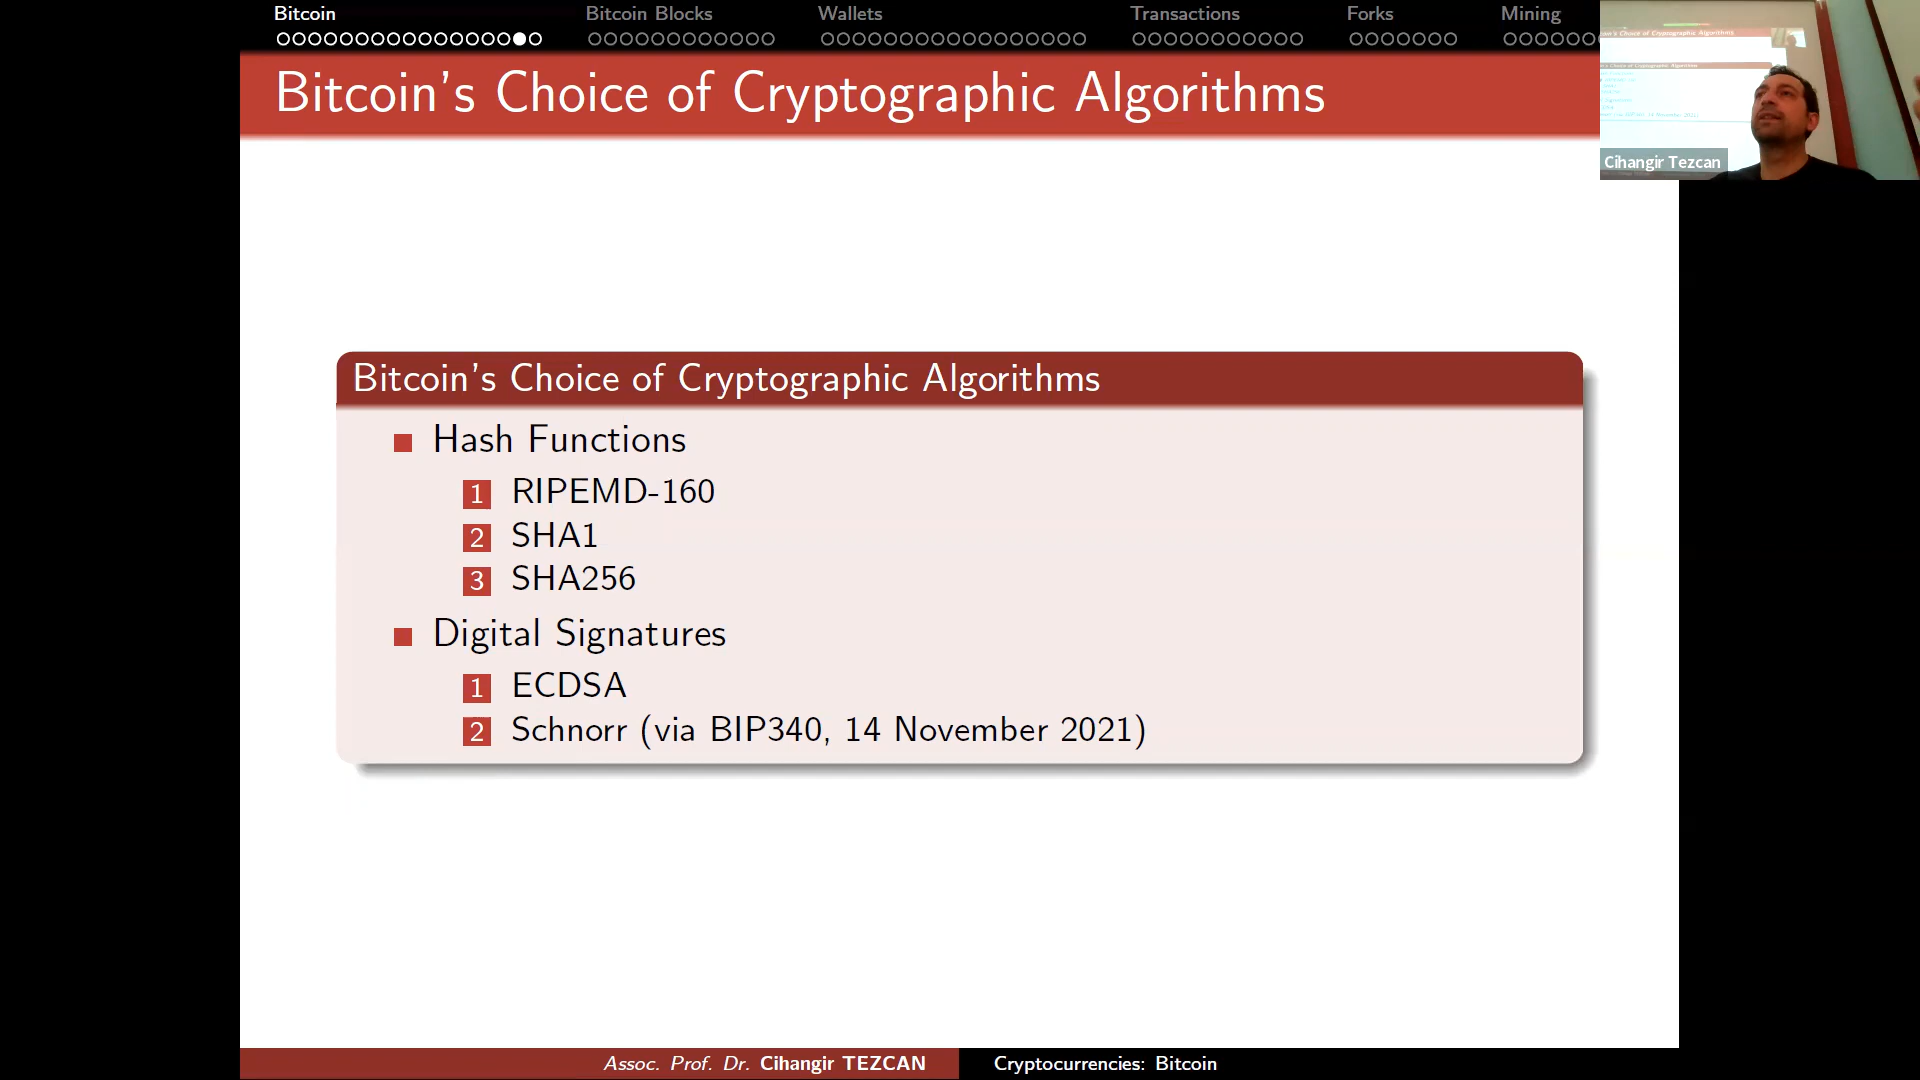 Bitcoin
Bitcoin Blocks
Wallets
Transactions
Forks
Mining
Bitcoin's Choice of Cryptographic Algorithms
Cihangir Tezcan
Bitcoin's Choice of Cryptographic Algorithms
Hash Functions
1 RIPEMD-160
2 SHA1
3 SHA256
Digital Signatures
1 ECDSA
2 Schnorr (via BIP340, 14 November 2021)
Assoc. Prof. Dr. Cihangir TEZCAN
Cryptocurrencies: Bitcoin